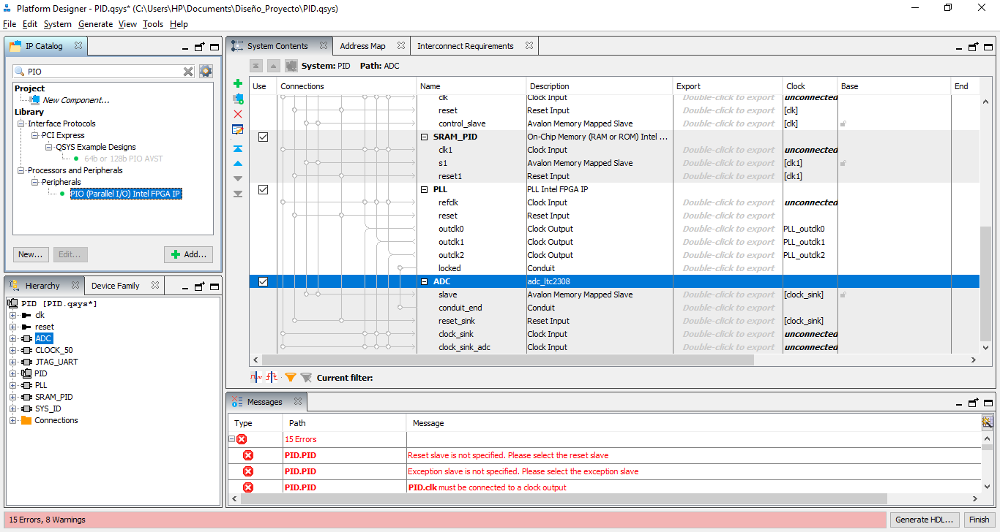 Platform Designer - PID.qsys* (C:\Users\HP\Documents\Diseño_Proyecto\PID.qsys)
File Edit System Generate View Tools Help
IP Catalog
PIO
Project
New Component...
Library
Interface Protocols
PCI Express
QSYS Example Designs
64b or 128b PIO AVST
Processors and Peripherals
Peripherals
PIO (Parallel I/O) Intel FPGA IP
New... Edit... Add...
Hierarchy Device Family
PID [PID.qsys*]
clk
reset
ADC
CLOCK_50
JTAG_UART
PID
PLL
SRAM_PID
SYS_ID
Connections
System Contents Address Map Interconnect Requirements
System: PID Path: ADC
Use Connections Name Description Export Clock Base End
clk Clock Input Double-click to export unconnected
reset Reset Input Double-click to export [clk]
control_slave Avalon Memory Mapped Slave Double-click to export [clk]
SRAM_PID On-Chip Memory (RAM or ROM) Intel ...
clk1 Clock Input Double-click to export unconnected
s1 Avalon Memory Mapped Slave Double-click to export [clk1]
reset1 Reset Input Double-click to export [clk1]
PLL PLL Intel FPGA IP
refclk Clock Input Double-click to export unconnected
reset Reset Input Double-click to export
outclk0 Clock Output Double-click to export PLL_outclk0
outclk1 Clock Output Double-click to export PLL_outclk1
outclk2 Clock Output Double-click to export PLL_outclk2
locked Conduit Double-click to export
ADC adc_ltc2308
slave Avalon Memory Mapped Slave Double-click to export [clock_sink]
conduit_end Conduit Double-click to export
reset_sink Reset Input Double-click to export [clock_sink]
clock_sink Clock Input Double-click to export unconnected
clock_sink_adc Clock Input Double-click to export unconnected
Current filter:
Messages
Type Path Message
15 Errors
PID.PID Reset slave is not specified. Please select the reset slave
PID.PID Exception slave is not specified. Please select the exception slave
PID.PID PID.clk must be connected to a clock output
15 Errors, 8 Warnings
Generate HDL... Finish